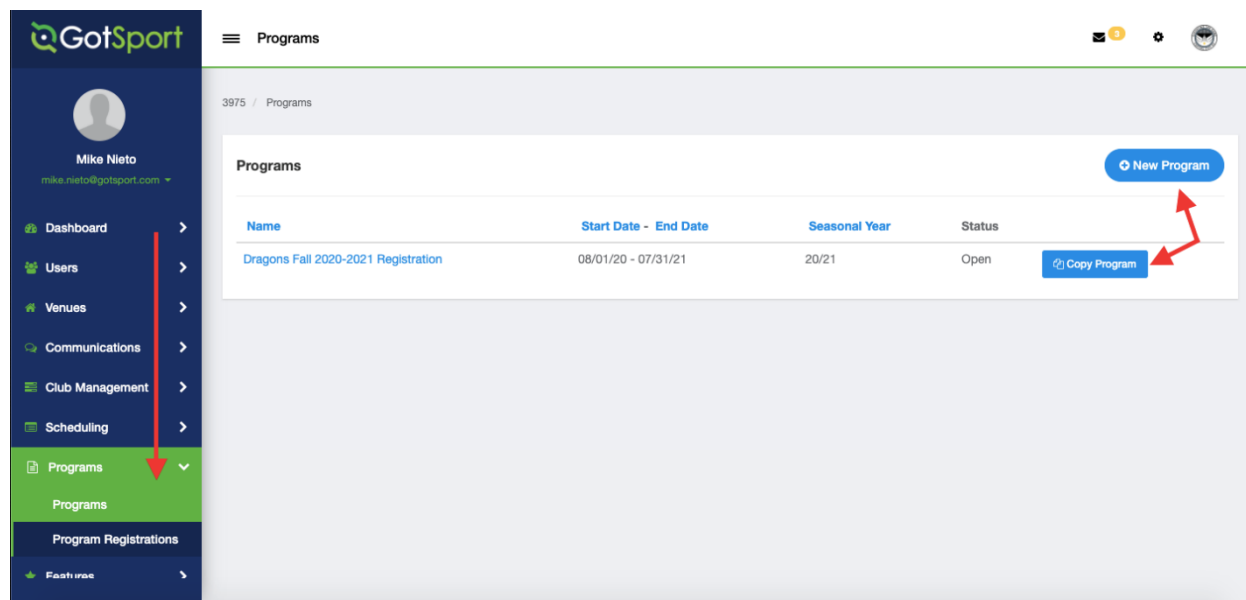 GotSport
Programs
3
3975 / Programs
Mike Nieto
mike.nieto@gotsport.com
Dashboard
Users
Venues
Communications
Club Management
Scheduling
Programs
Programs
Program Registrations
Features
Programs
New Program
Name Start Date - End Date Seasonal Year Status
Dragons Fall 2020-2021 Registration 08/01/20 - 07/31/21 20/21 Open Copy Program